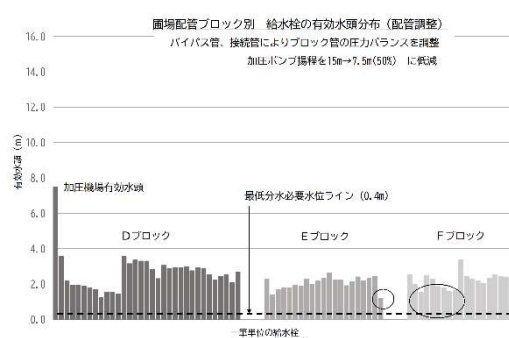 圃場配管ブロック別　給水栓の有効水頭分布（配管調整）
バイパス管、接続管によりブロック管の圧力バランスを調整
加圧ポンプ揚程を15m→7.5m(50%) に低減
16.0
14.0
12.0
10.0
8.0
6.0
4.0
2.0
0.0
有効水頭（m）
加圧機場有効水頭
最低分水必要水位ライン（0.4m）
Dブロック
Eブロック
Fブロック
一筆単位の給水栓